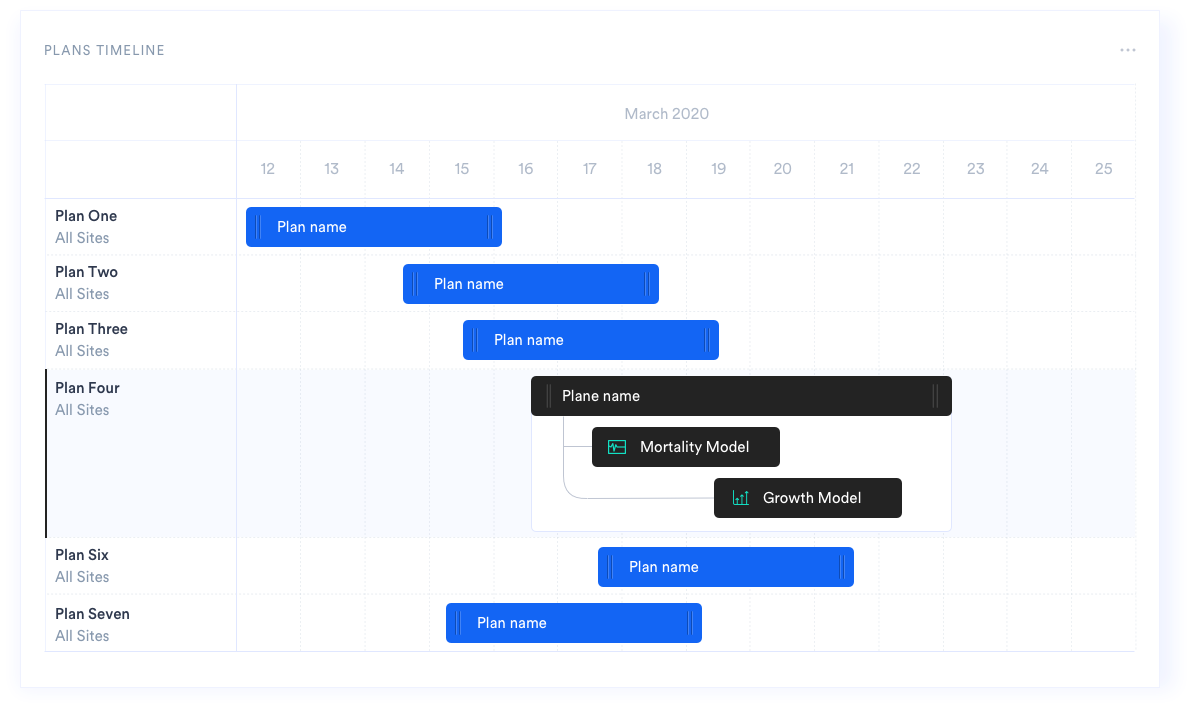 PLANS TIMELINE
March 2020
12 13 14 15 16 17 18 19 20 21 22 23 24 25
Plan One
All Sites
Plan name
Plan Two
All Sites
Plan name
Plan Three
All Sites
Plan name
Plan Four
All Sites
Plane name
Mortality Model
Growth Model
Plan Six
All Sites
Plan name
Plan Seven
All Sites
Plan name